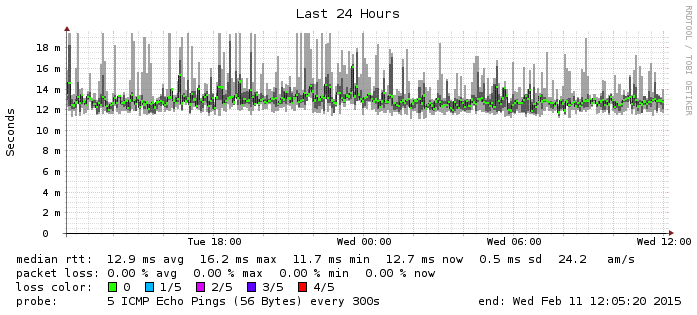 Last 24 Hours
RRDTOOL / TOBI OETIKER
Seconds
18 m
16 m
14 m
12 m
10 m
8 m
6 m
4 m
2 m
0
Tue 18:00 Wed 00:00 Wed 06:00 Wed 12:00
median rtt: 12.9 ms avg 16.2 ms max 11.7 ms min 12.7 ms now 0.5 ms sd 24.2 am/s
packet loss: 0.00 % avg 0.00 % max 0.00 % min 0.00 % now
loss color: 0 1/5 2/5 3/5 4/5
probe: 5 ICMP Echo Pings (56 Bytes) every 300s end: Wed Feb 11 12:05:20 2015